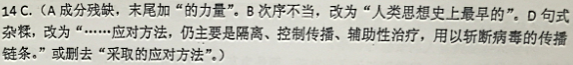 14 C.（A 成分残缺，末尾加“的力量”。B 次序不当，改为“人类思想史上最早的”。D 句式
杂糅，改为“……应对方法，仍主要是隔离、控制传播、辅助性治疗，用以斩断病毒的传播
链条。”或删去“采取的应对方法”。）